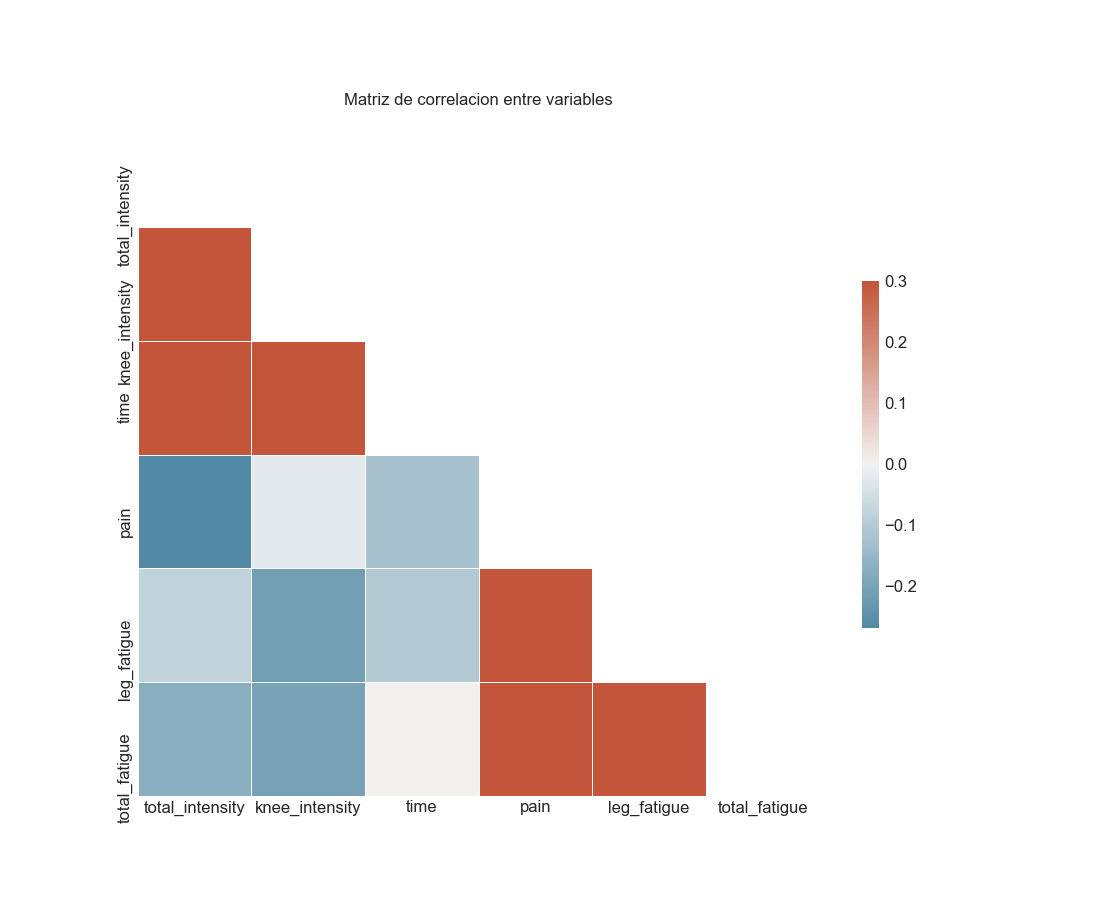 Matriz de correlacion entre variables
total_intensity
knee_intensity
time
pain
leg_fatigue
total_fatigue
total_intensity knee_intensity time pain leg_fatigue total_fatigue
0.3
0.2
0.1
0.0
−0.1
−0.2